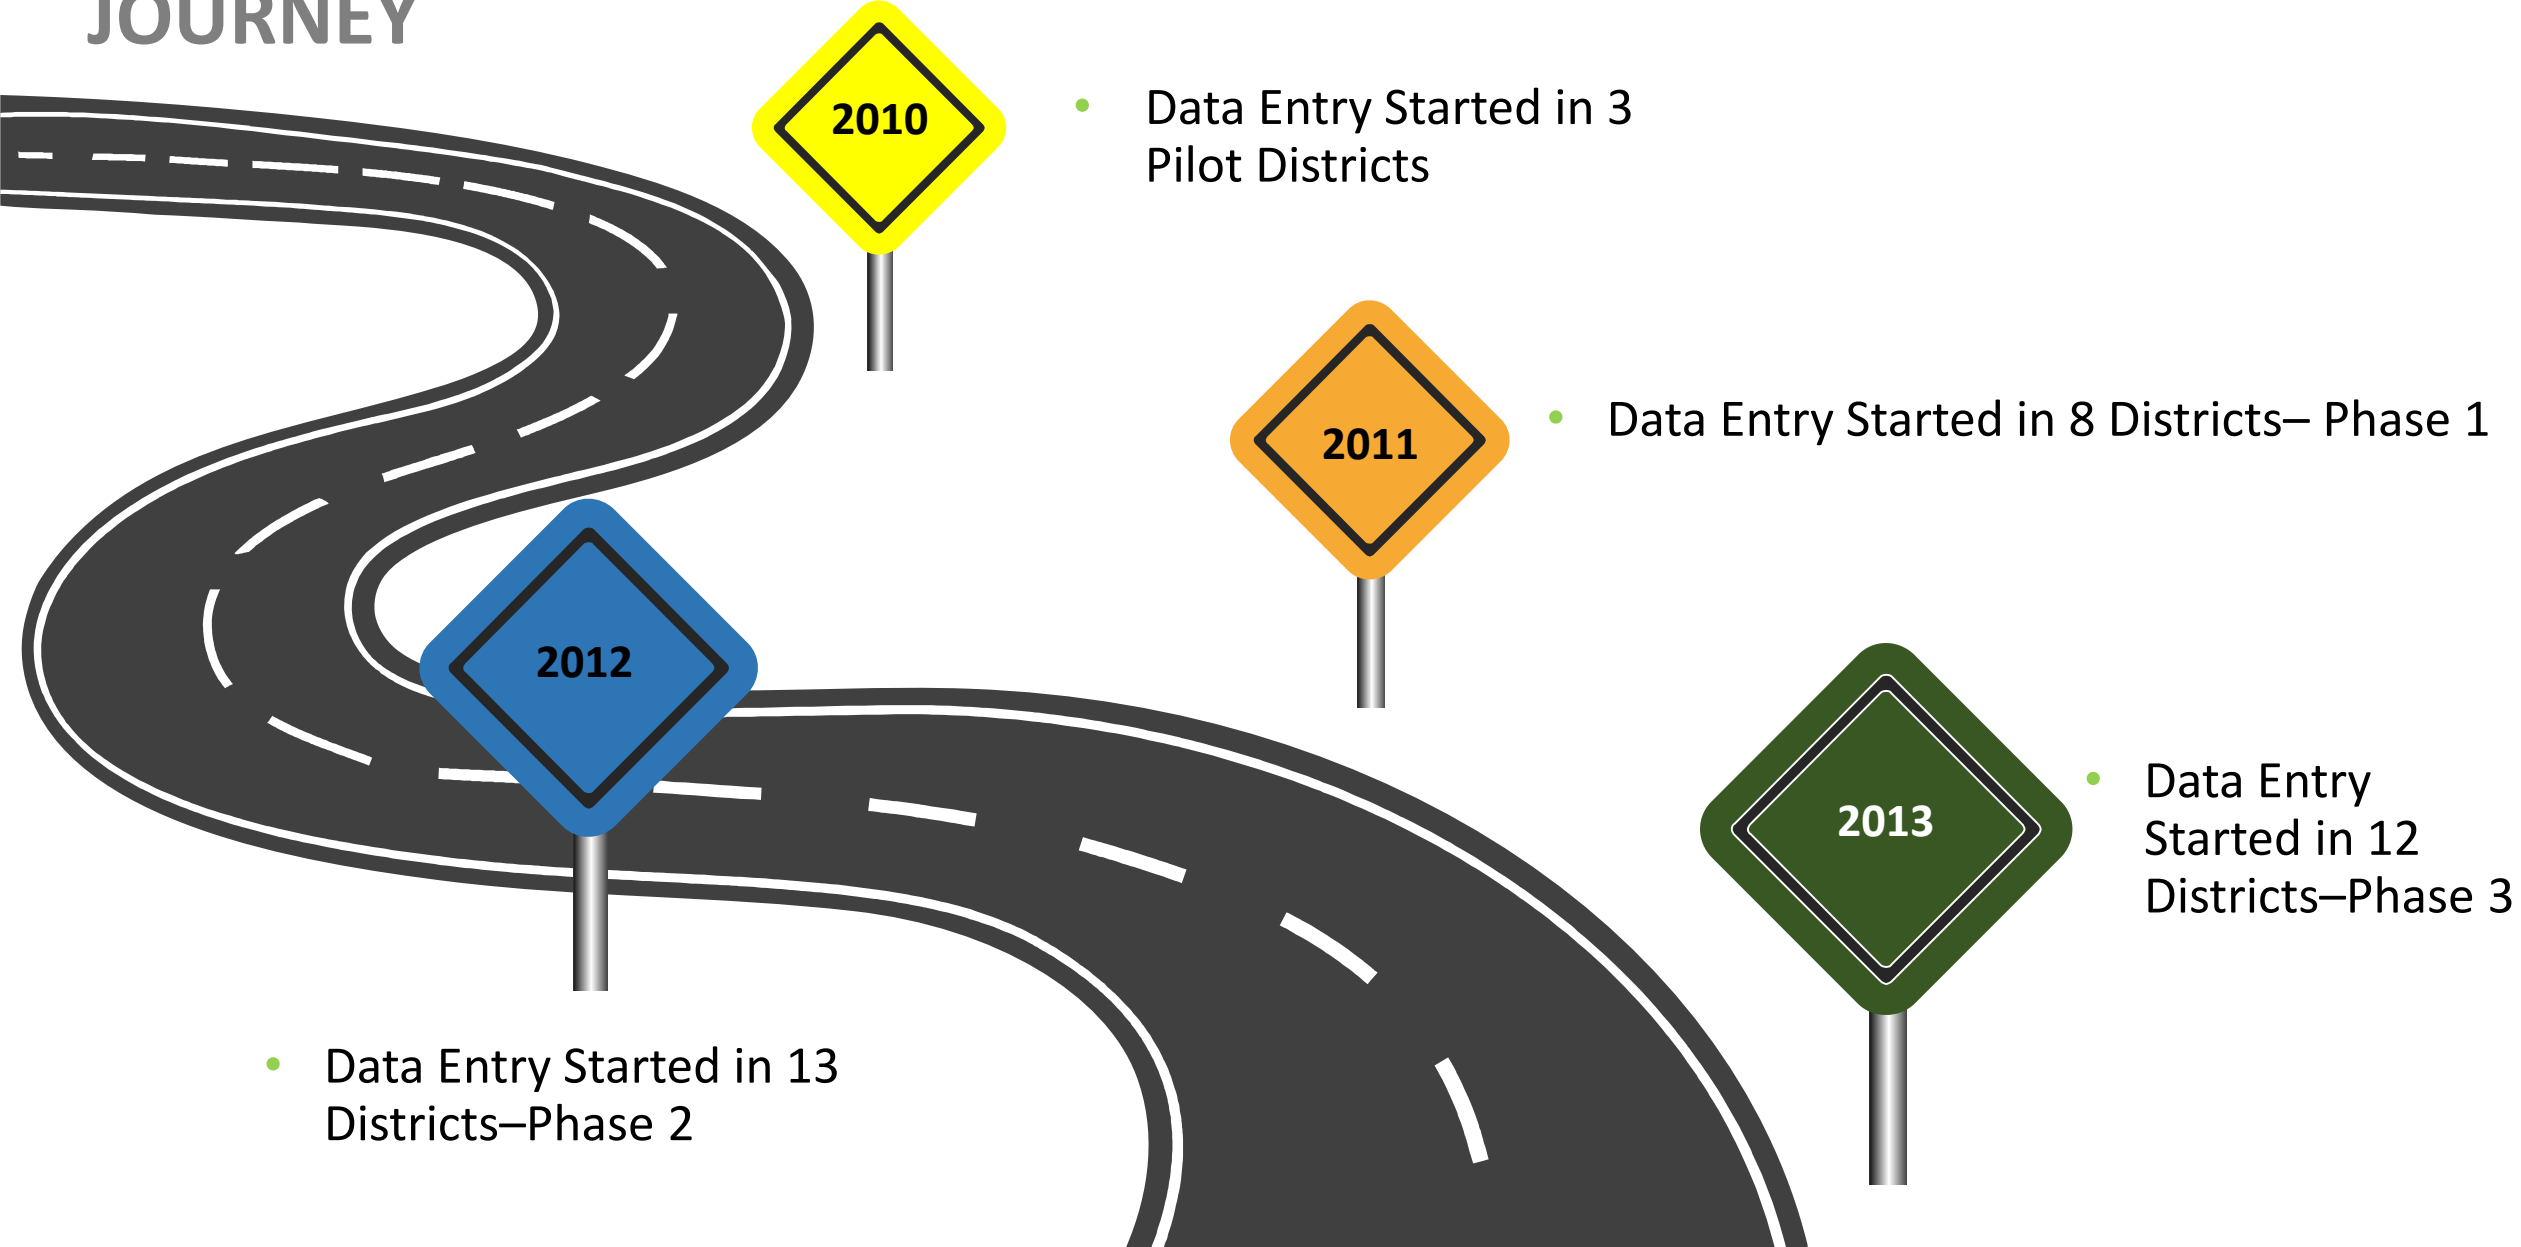 JOURNEY
2010
• Data Entry Started in 3
Pilot Districts
2011
• Data Entry Started in 8 Districts– Phase 1
2012
• Data Entry Started in 13
Districts–Phase 2
2013
• Data Entry
Started in 12
Districts–Phase 3